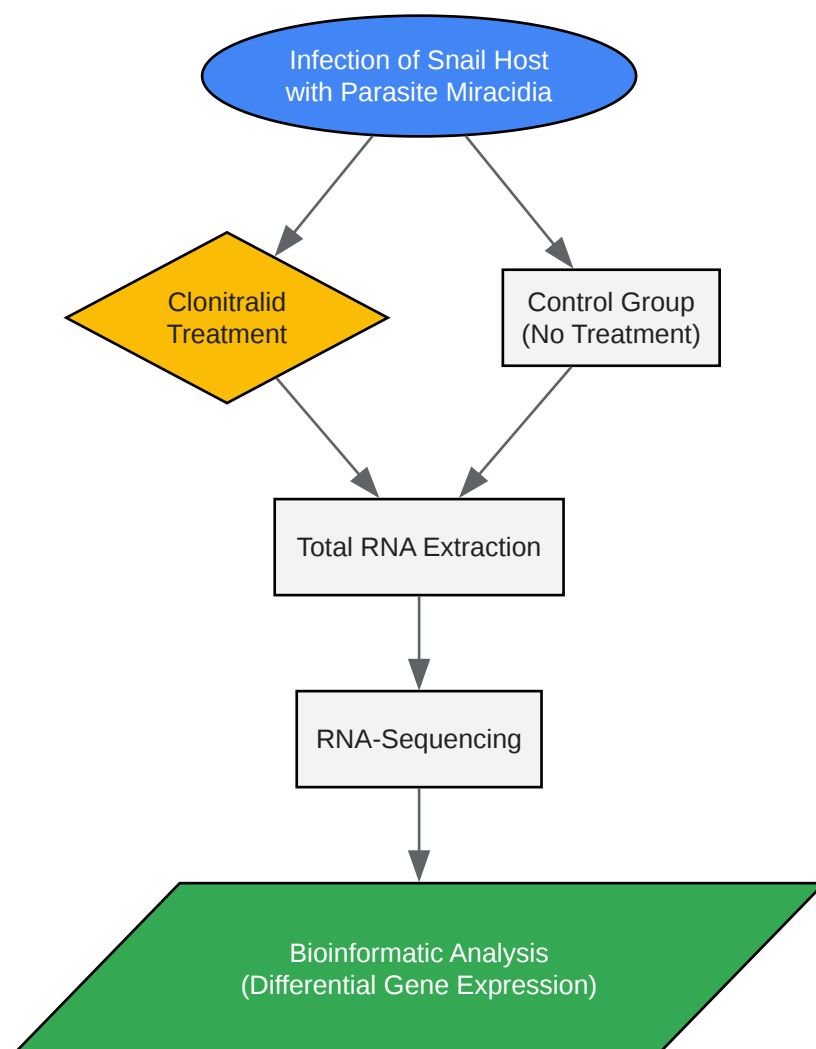 Infection of Snail Host
with Parasite Miracidia
Clonitralid
Treatment
Control Group
(No Treatment)
Total RNA Extraction
RNA-Sequencing
Bioinformatic Analysis
(Differential Gene Expression)